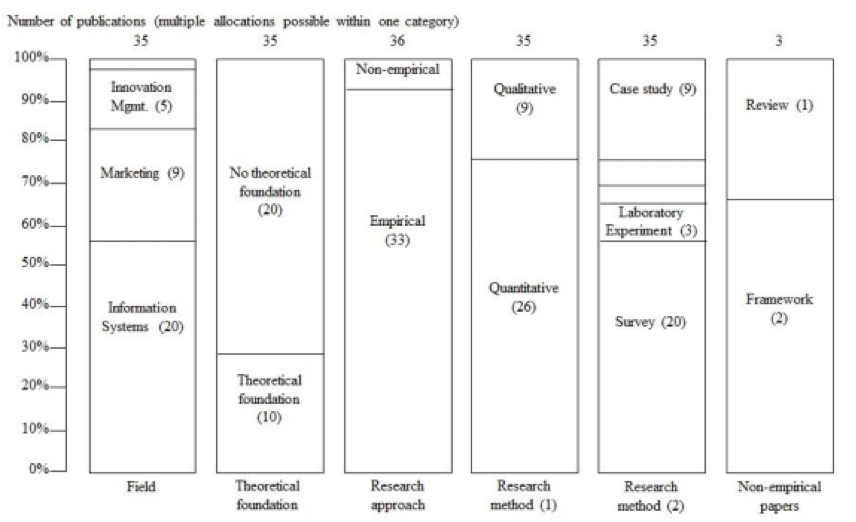 Number of publications (multiple allocations possible within one category)
35 35 36 35 35 3
100%
90%
80%
70%
60%
50%
40%
30%
20%
10%
0%
Innovation
Mgmt. (5)
Marketing (9)
Information
Systems (20)
Field
No theoretical
foundation
(20)
Theoretical
foundation
(10)
Theoretical
foundation
Non-empirical
Empirical
(33)
Research
approach
Qualitative
(9)
Quantitative
(26)
Research
method (1)
Case study (9)
Laboratory
Experiment (3)
Survey (20)
Research
method (2)
Review (1)
Framework
(2)
Non-empirical
papers